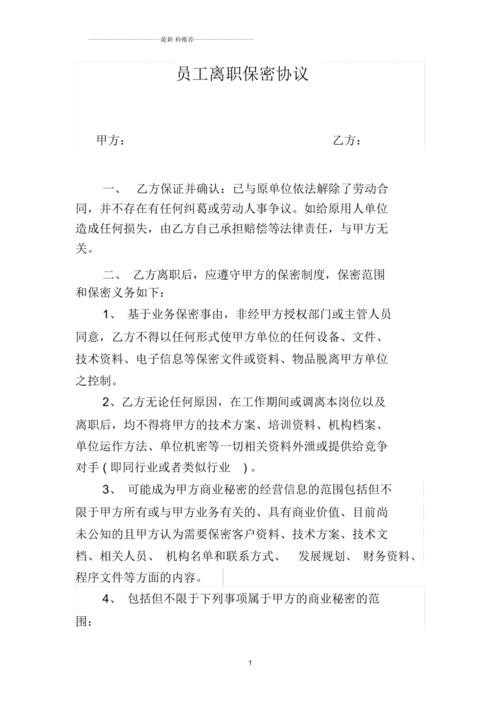 最新 料推荐
员工离职保密协议
甲方： 乙方：
一、 乙方保证并确认：已与原单位依法解除了劳动合
同，并不存在有任何纠葛或劳动人事争议。如给原用人单位
造成任何损失，由乙方自己承担赔偿等法律责任，与甲方无
关。
二、 乙方离职后，应遵守甲方的保密制度，保密范围
和保密义务如下：
1、 基于业务保密事由，非经甲方授权部门或主管人员
同意，乙方不得以任何形式使甲方单位的任何设备、文件、
技术资料、电子信息等保密文件或资料、物品脱离甲方单位
之控制。
2、乙方无论任何原因，在工作期间或调离本岗位以及
离职后，均不得将甲方的技术方案、培训资料、机构档案、
单位运作方法、单位机密等一切相关资料外泄或提供给竞争
对手 ( 即同行业或者类似行业 ) 。
3、 可能成为甲方商业秘密的经营信息的范围包括但不
限于甲方所有或与甲方业务有关的、具有商业价值、目前尚
未公知的且甲方认为需要保密客户资料、技术方案、技术文
档、相关人员、 机构名单和联系方式、 发展规划、 财务资料、
程序文件等方面的内容。
4、 包括但不限于下列事项属于甲方的商业秘密的范
围：
1